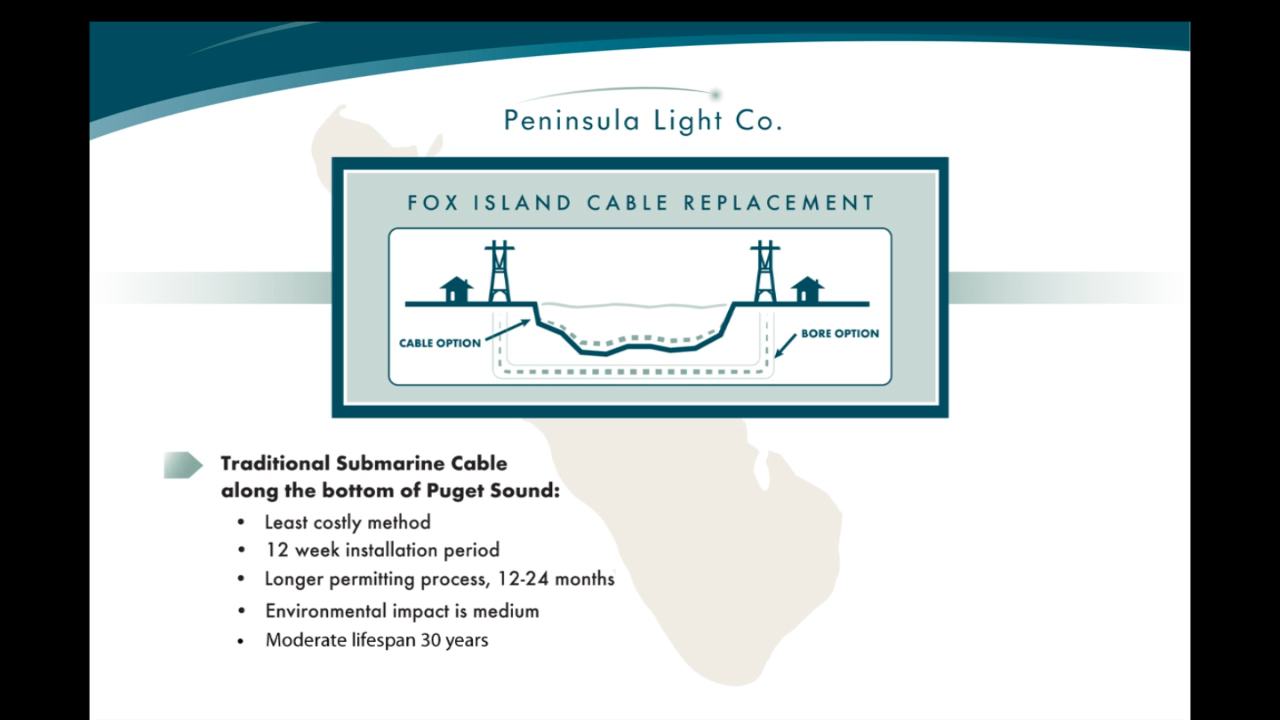 Peninsula Light Co.
FOX ISLAND CABLE REPLACEMENT
CABLE OPTION
BORE OPTION
Traditional Submarine Cable
along the bottom of Puget Sound:
• Least costly method
• 12 week installation period
• Longer permitting process, 12-24 months
• Environmental impact is medium
• Moderate lifespan 30 years